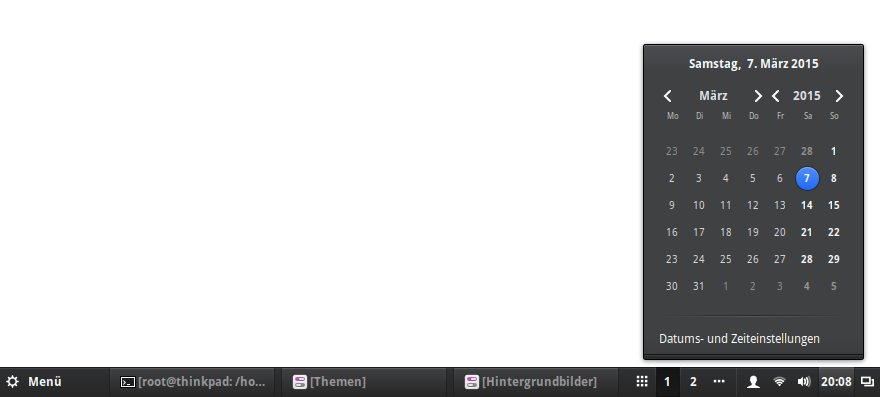 Samstag, 7. März 2015
März 2015
Mo Di Mi Do Fr Sa So
23 24 25 26 27 28 1
2 3 4 5 6 7 8
9 10 11 12 13 14 15
16 17 18 19 20 21 22
23 24 25 26 27 28 29
30 31 1 2 3 4 5
Datums- und Zeiteinstellungen
Menü [root@thinkpad: /ho... [Themen] [Hintergrundbilder] 1 2 ... 20:08